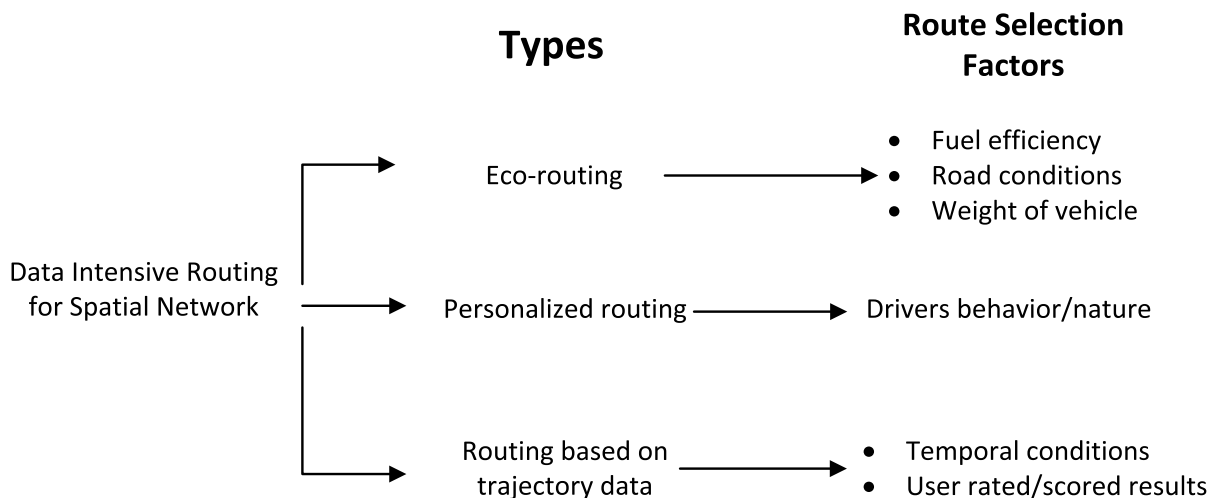 Types
Route Selection
Factors
Data Intensive Routing
for Spatial Network
Eco-routing
• Fuel efficiency
• Road conditions
• Weight of vehicle
Personalized routing
Drivers behavior/nature
Routing based on
trajectory data
• Temporal conditions
• User rated/scored results